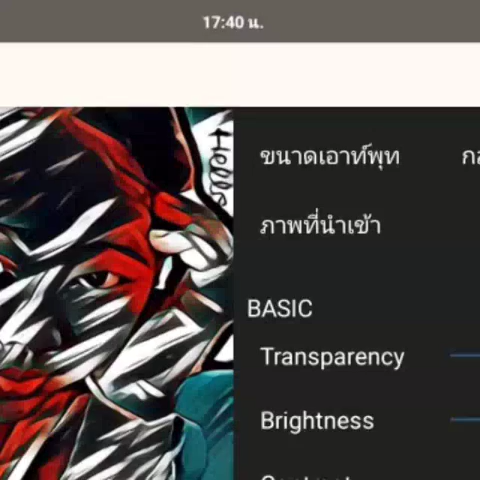 17:40 น.
Hello
ขนาดเอาท์พุท
ภาพที่นำเข้า
BASIC
Transparency
Brightness